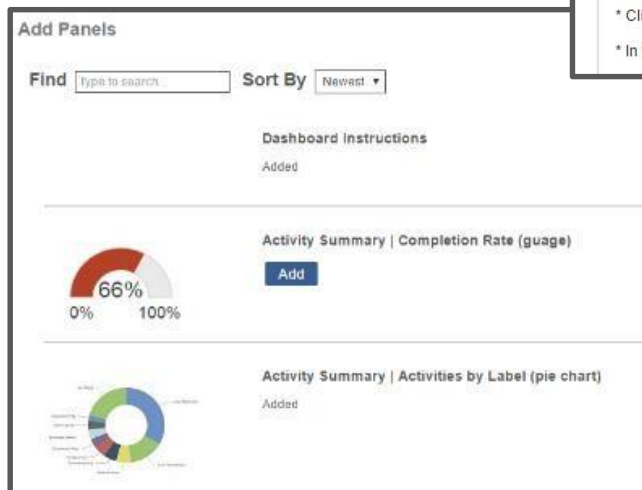 * Cli
* In
Add Panels
Find Type to search... Sort By Newest
Dashboard Instructions
Added
Activity Summary | Completion Rate (guage)
Add
66%
0% 100%
Activity Summary | Activities by Label (pie chart)
Added